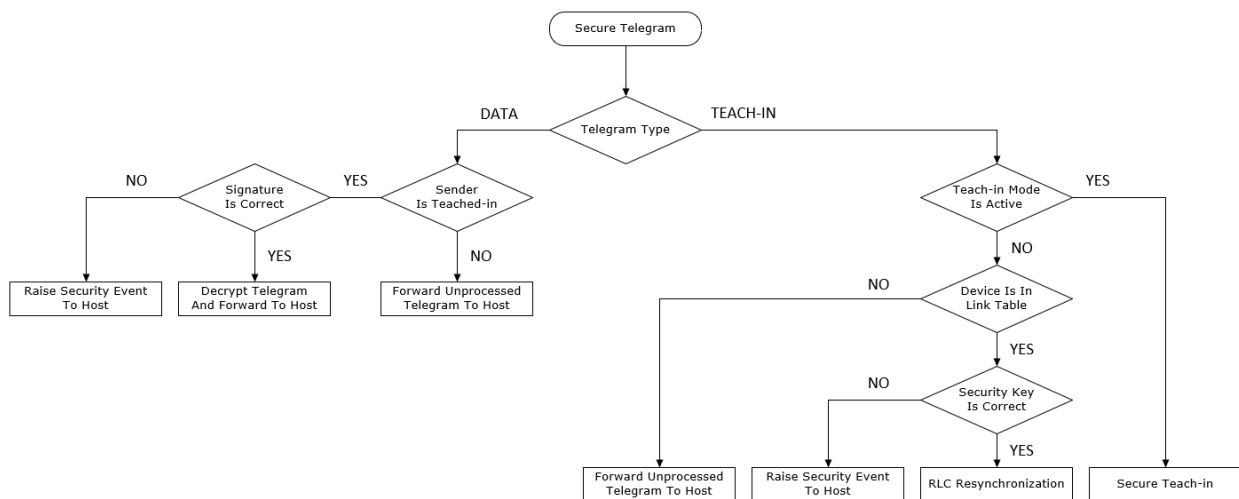 Secure Telegram
DATA
TEACH-IN
Telegram Type
NO
Signature
Is Correct
YES
Sender
Is Teached-in
Teach-in Mode
Is Active
YES
YES
NO
NO
Raise Security Event
To Host
Decrypt Telegram
And Forward To Host
Forward Unprocessed
Telegram To Host
NO
Device Is In
Link Table
YES
NO
Security Key
Is Correct
YES
Forward Unprocessed
Telegram To Host
Raise Security Event
To Host
RLC Resynchronization
Secure Teach-in